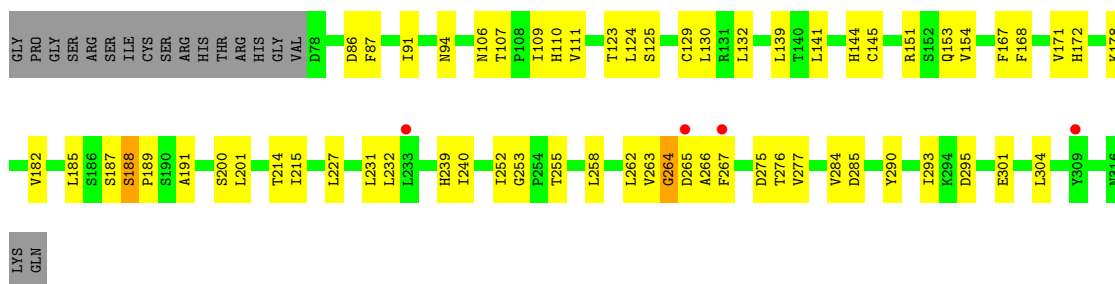 GLY PRO GLY SER ARG SER ILE CYS SER ARG HIS THR ARG HIS GLY VAL D78 D86 F87 I91 N94 N106 T107 P108 I109 H110 V111 T123 L124 S125 C129 L130 R131 L132 L139 T140 L141 H144 C145 R151 S152 Q153 V154 F167 F168 V171 H172 K178
V182 L185 S186 S187 S188 P189 S190 A191 S200 L201 T214 I215 L227 L231 L232 L233 H239 I240 I252 G253 P254 T255 L258 L262 V263 G264 D265 A266 F267 D275 T276 V277 V284 D285 Y290 I293 K294 D295 E301 L304 Y309 N316
LYS GLN